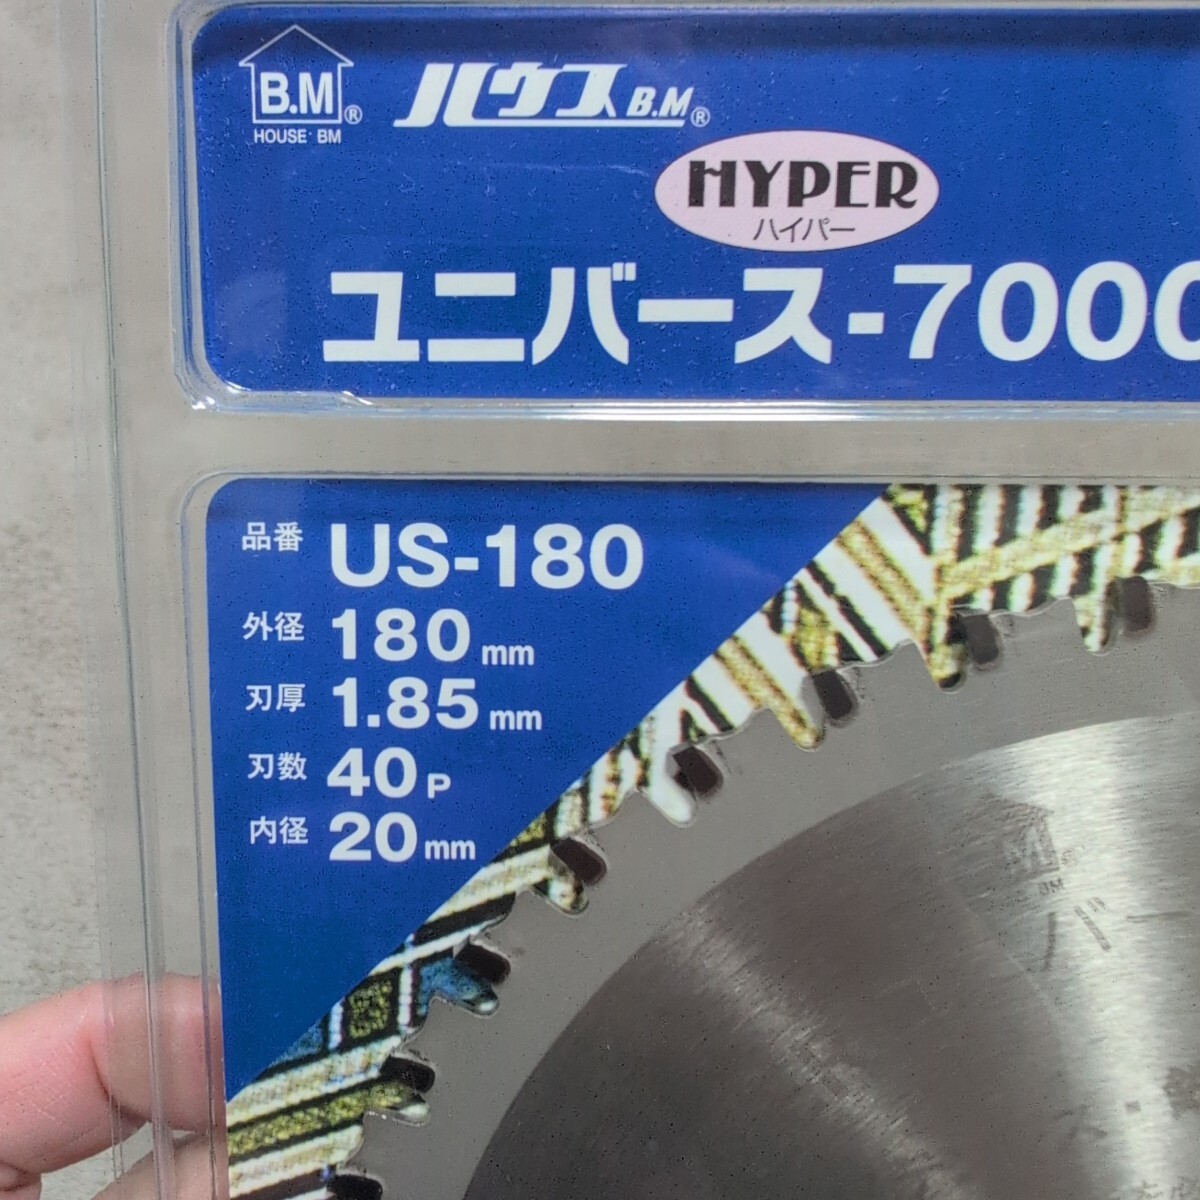 B.M®
HOUSE BM
ハウスB.M®
HYPER
ハイパー
ユニバース-7000
品番 US-180
外径 180mm
刃厚 1.85mm
刃数 40P
内径 20mm
BM